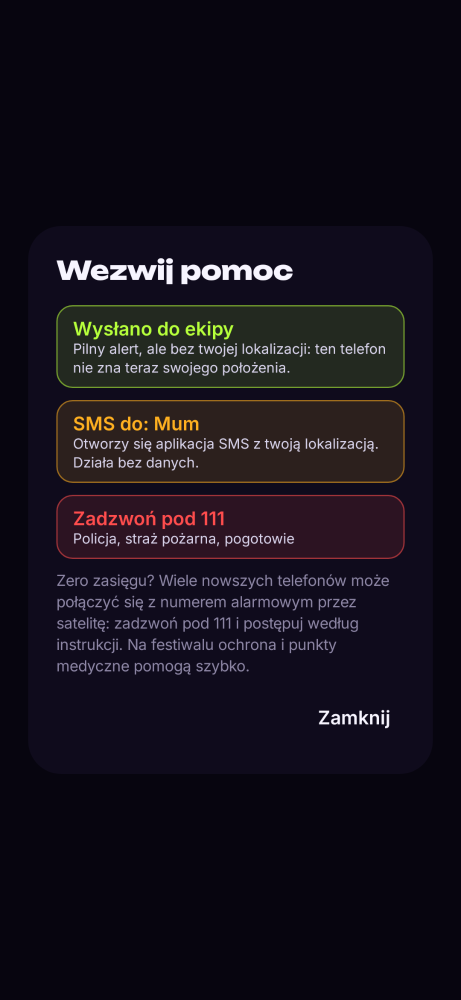 Wezwij pomoc
Wysłano do ekipy
Pilny alert, ale bez twojej lokalizacji: ten telefon
nie zna teraz swojego położenia.
SMS do: Mum
Otworzy się aplikacja SMS z twoją lokalizacją.
Działa bez danych.
Zadzwoń pod 111
Policja, straż pożarna, pogotowie
Zero zasięgu? Wiele nowszych telefonów może
połączyć się z numerem alarmowym przez
satelitę: zadzwoń pod 111 i postępuj według
instrukcji. Na festiwalu ochrona i punkty
medyczne pomogą szybko.
Zamknij